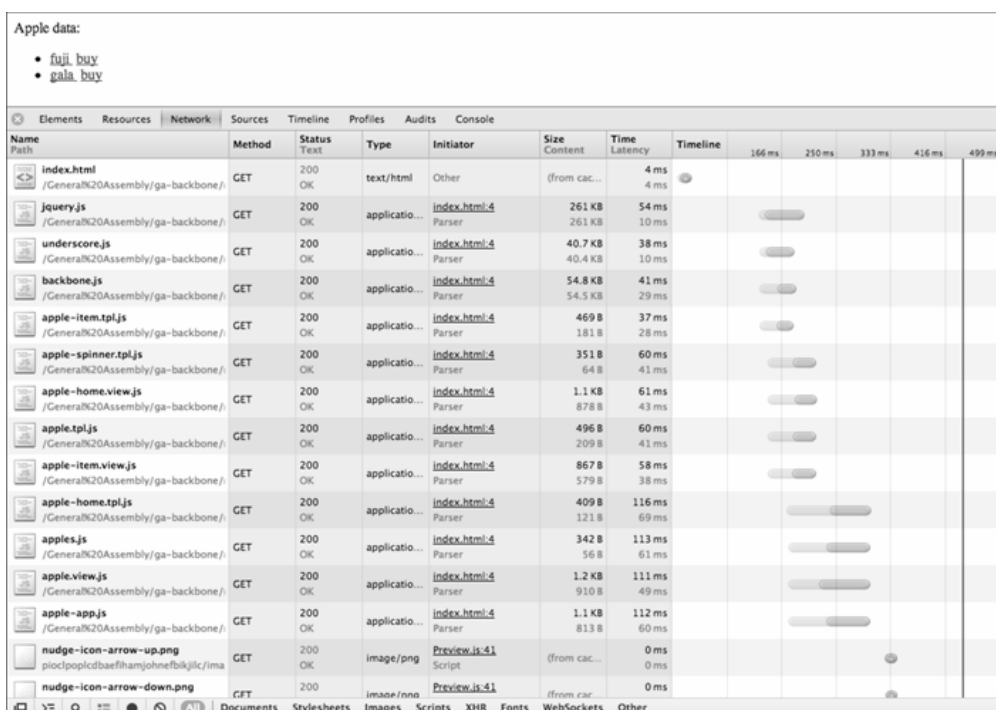 Apple data:
• fuji buy
• gala buy
Elements Resources Network Sources Timeline Profiles Audits Console
Name Method Status Type Initiator Size Time Timeline
Path Text Content Latency 166 ms 250 ms 333 ms 416 ms 499 ms
index.html GET 200 text/html Other (from cac... 4 ms
/General%20Assembly/ga-backbone/ OK 4 ms
jquery.js GET 200 applicatio... index.html:4 261 KB 54 ms
/General%20Assembly/ga-backbone/ OK Parser 261 KB 10 ms
underscore.js GET 200 applicatio... index.html:4 40.7 KB 38 ms
/General%20Assembly/ga-backbone/ OK Parser 40.4 KB 10 ms
backbone.js GET 200 applicatio... index.html:4 54.8 KB 41 ms
/General%20Assembly/ga-backbone/ OK Parser 54.5 KB 29 ms
apple-item.tpl.js GET 200 applicatio... index.html:4 469 B 37 ms
/General%20Assembly/ga-backbone/ OK Parser 181 B 28 ms
apple-spinner.tpl.js GET 200 applicatio... index.html:4 351 B 60 ms
/General%20Assembly/ga-backbone/ OK Parser 64 B 41 ms
apple-home.view.js GET 200 applicatio... index.html:4 1.1 KB 61 ms
/General%20Assembly/ga-backbone/ OK Parser 878 B 43 ms
apple.tpl.js GET 200 applicatio... index.html:4 496 B 60 ms
/General%20Assembly/ga-backbone/ OK Parser 209 B 41 ms
apple-item.view.js GET 200 applicatio... index.html:4 867 B 58 ms
/General%20Assembly/ga-backbone/ OK Parser 579 B 38 ms
apple-home.tpl.js GET 200 applicatio... index.html:4 409 B 116 ms
/General%20Assembly/ga-backbone/ OK Parser 121 B 69 ms
apples.js GET 200 applicatio... index.html:4 342 B 113 ms
/General%20Assembly/ga-backbone/ OK Parser 56 B 61 ms
apple.view.js GET 200 applicatio... index.html:4 1.2 KB 111 ms
/General%20Assembly/ga-backbone/ OK Parser 910 B 49 ms
apple-app.js GET 200 applicatio... index.html:4 1.1 KB 112 ms
/General%20Assembly/ga-backbone/ OK Parser 813 B 60 ms
nudge-icon-arrow-up.png GET 200 image/png Preview.js:41 (from cac... 0 ms
pioclpoplcdbaefihamjohnefbikjilc/ima OK Script 0 ms
nudge-icon-arrow-down.png GET 200 image/png Preview.js:41 (from cac 0 ms
All Documents Stylesheets Images Scripts XHR Fonts WebSockets Other